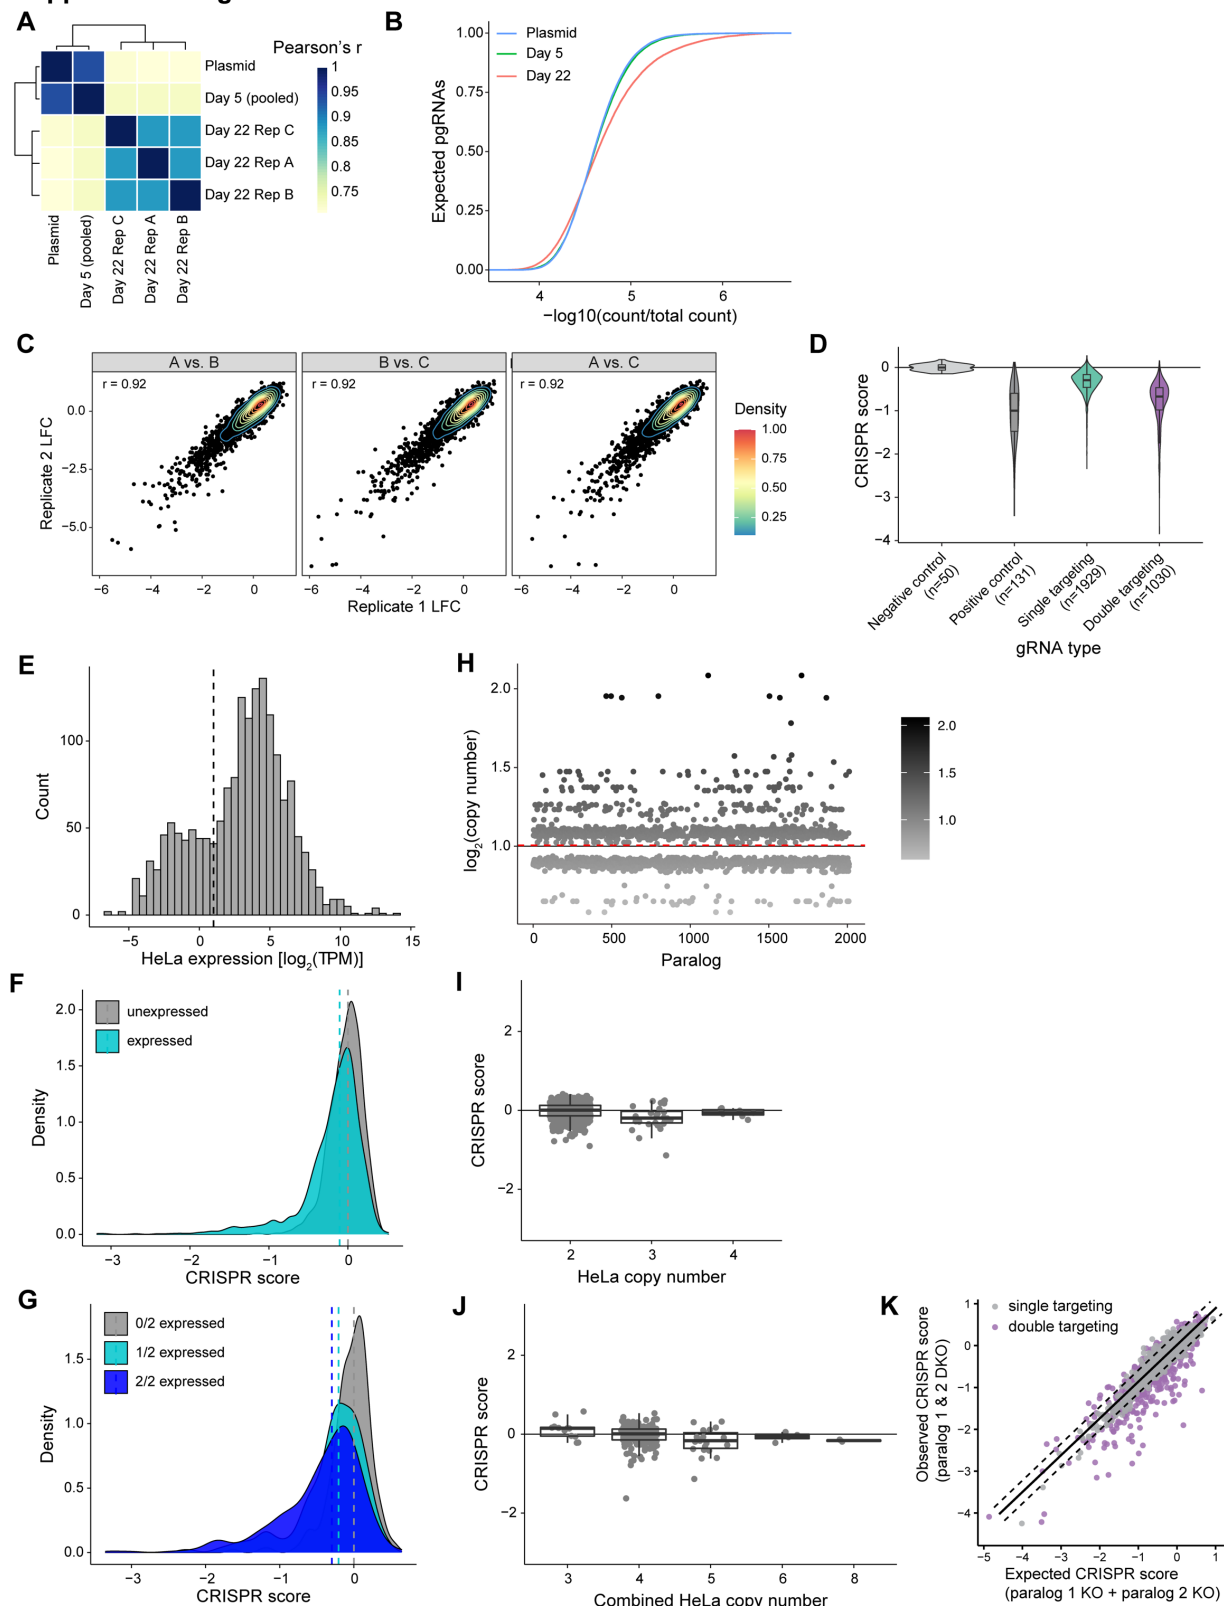 A
Pearson's r
Plasmid
Day 5 (pooled)
Day 22 Rep C
Day 22 Rep A
Day 22 Rep B
1
0.95
0.9
0.85
0.8
0.75
Plasmid
Day 5 (pooled)
Day 22 Rep C
Day 22 Rep A
Day 22 Rep B
B
Plasmid
Day 5
Day 22
Expected pgRNAs
1.00
0.75
0.50
0.25
0.00
4 5 6
−log10(count/total count)
C
A vs. B
B vs. C
A vs. C
r = 0.92
r = 0.92
r = 0.92
Replicate 2 LFC
0.0
−2.5
−5.0
−6 −4 −2 0
−6 −4 −2 0
−6 −4 −2 0
Replicate 1 LFC
Density
1.00
0.75
0.50
0.25
D
CRISPR score
0
−1
−2
−3
−4
Negative control
(n=50)
Positive control
(n=131)
Single targeting
(n=1929)
Double targeting
(n=1030)
gRNA type
E
Count
100
50
0
−5 0 5 10 15
HeLa expression [log2(TPM)]
H
log2(copy number)
2.0
1.5
1.0
0 500 1000 1500 2000
Paralog
2.0
1.5
1.0
F
unexpressed
expressed
Density
2.0
1.5
1.0
0.5
0.0
−3 −2 −1 0
CRISPR score
I
CRISPR score
2
0
−2
2 3 4
HeLa copy number
G
0/2 expressed
1/2 expressed
2/2 expressed
Density
1.5
1.0
0.5
0.0
−3 −2 −1 0
CRISPR score
J
CRISPR score
2
0
−2
3 4 5 6 8
Combined HeLa copy number
K
single targeting
double targeting
Observed CRISPR score
(paralog 1 & 2 DKO)
1
0
−1
−2
−3
−4
−5 −4 −3 −2 −1 0 1
Expected CRISPR score
(paralog 1 KO + paralog 2 KO)